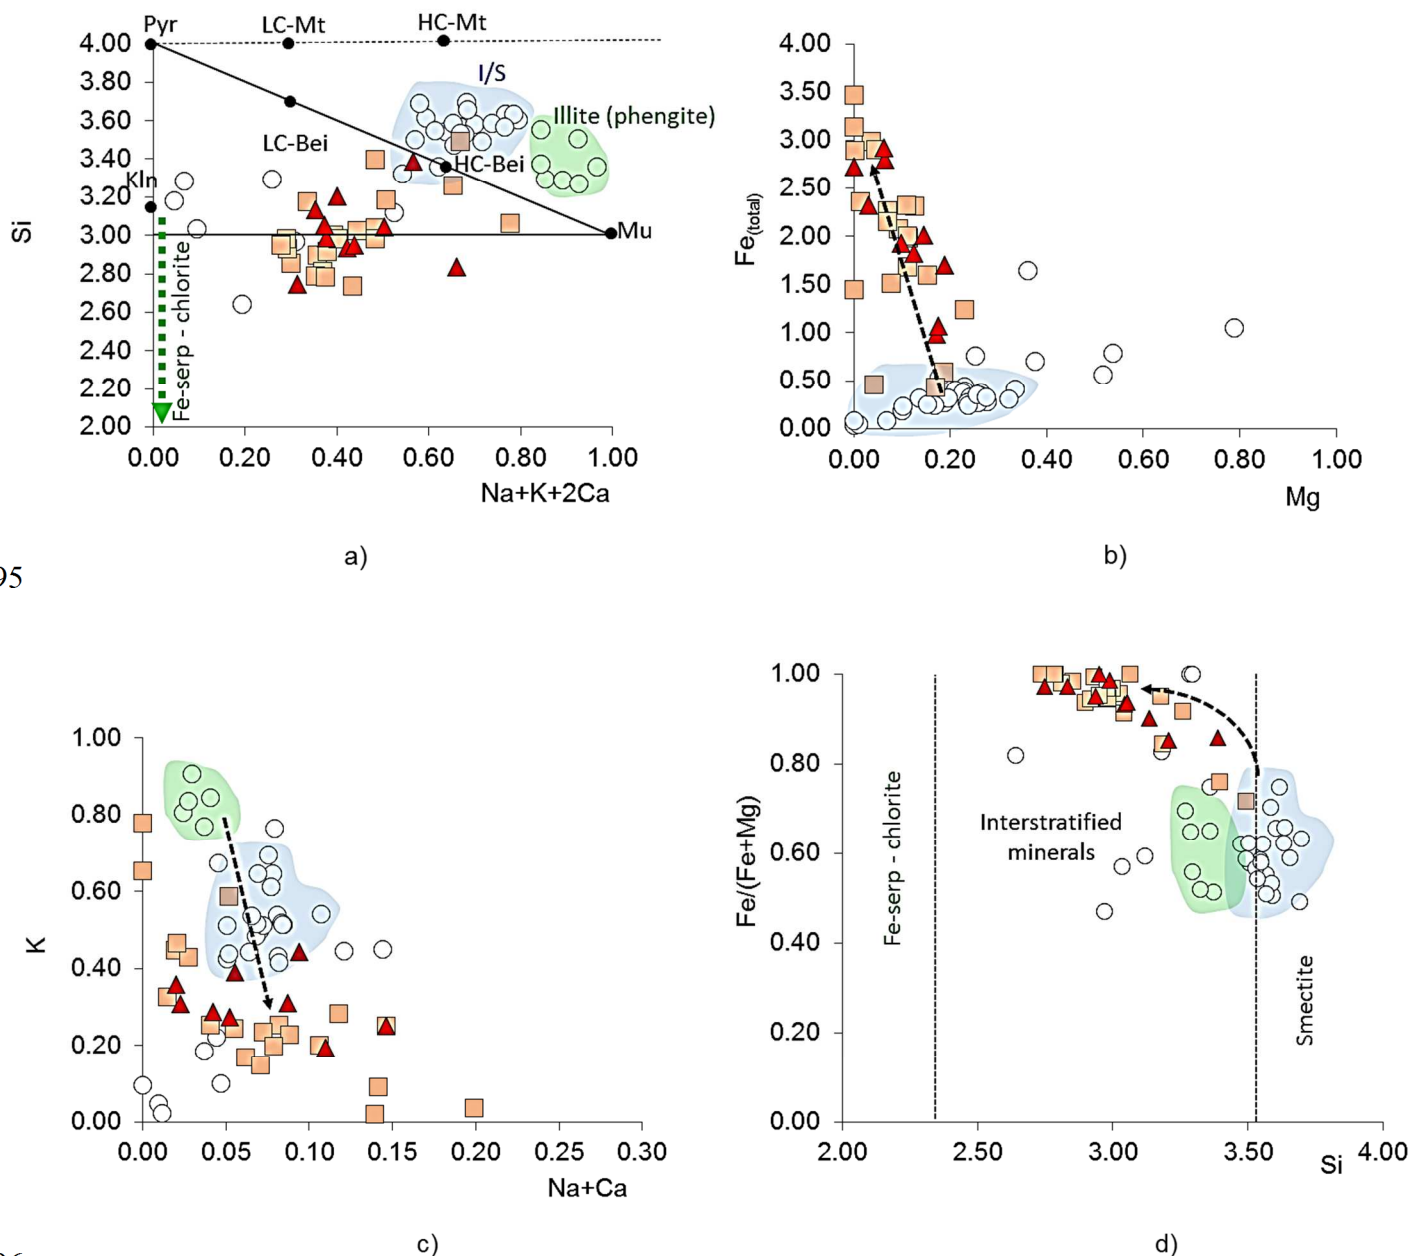 Pyr LC-Mt HC-Mt
4.00
3.80
3.60
3.40
3.20
3.00
2.80
2.60
2.40
2.20
2.00
Si
I/S
Illite (phengite)
LC-Bei
HC-Bei
Kln
Mu
Fe-serp - chlorite
0.00 0.20 0.40 0.60 0.80 1.00
Na+K+2Ca
a)
4.00
3.50
3.00
2.50
2.00
1.50
1.00
0.50
0.00
Fe(total)
0.00 0.20 0.40 0.60 0.80 1.00
Mg
b)
95
1.00
0.80
0.60
0.40
0.20
0.00
K
0.00 0.05 0.10 0.15 0.20 0.25 0.30
Na+Ca
c)
1.00
0.80
0.60
0.40
0.20
0.00
Fe/(Fe+Mg)
Fe-serp - chlorite
Interstratified
minerals
Smectite
2.00 2.50 3.00 3.50 4.00
Si
d)